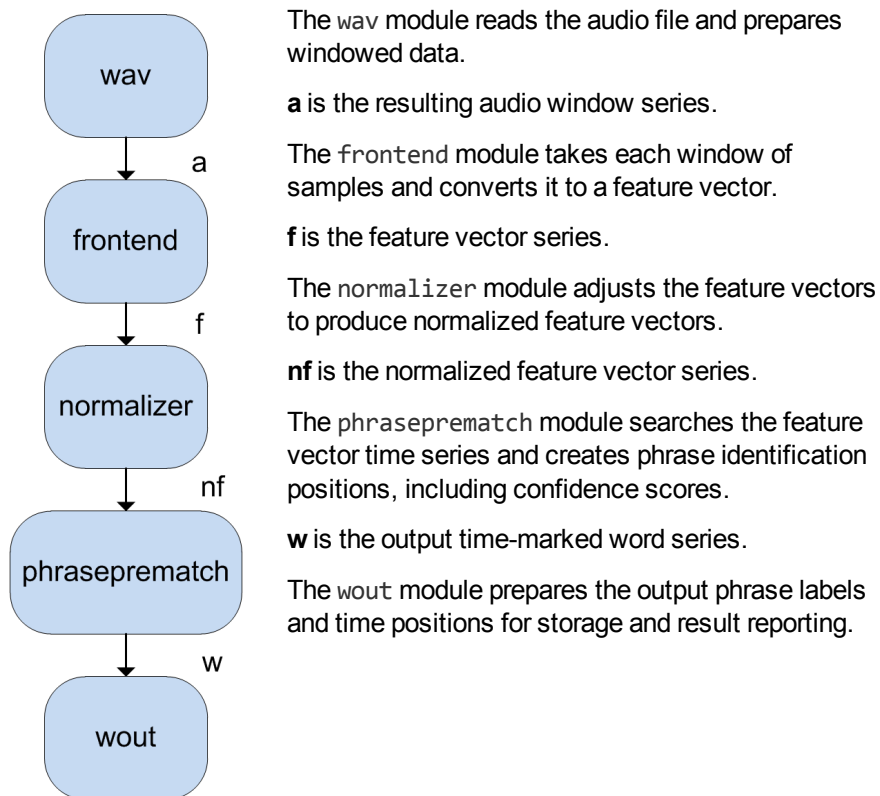 wav
a
frontend
f
normalizer
nf
phraseprematch
w
wout
The wav module reads the audio file and prepares
windowed data.
a is the resulting audio window series.
The frontend module takes each window of
samples and converts it to a feature vector.
f is the feature vector series.
The normalizer module adjusts the feature vectors
to produce normalized feature vectors.
nf is the normalized feature vector series.
The phraseprematch module searches the feature
vector time series and creates phrase identification
positions, including confidence scores.
w is the output time-marked word series.
The wout module prepares the output phrase labels
and time positions for storage and result reporting.